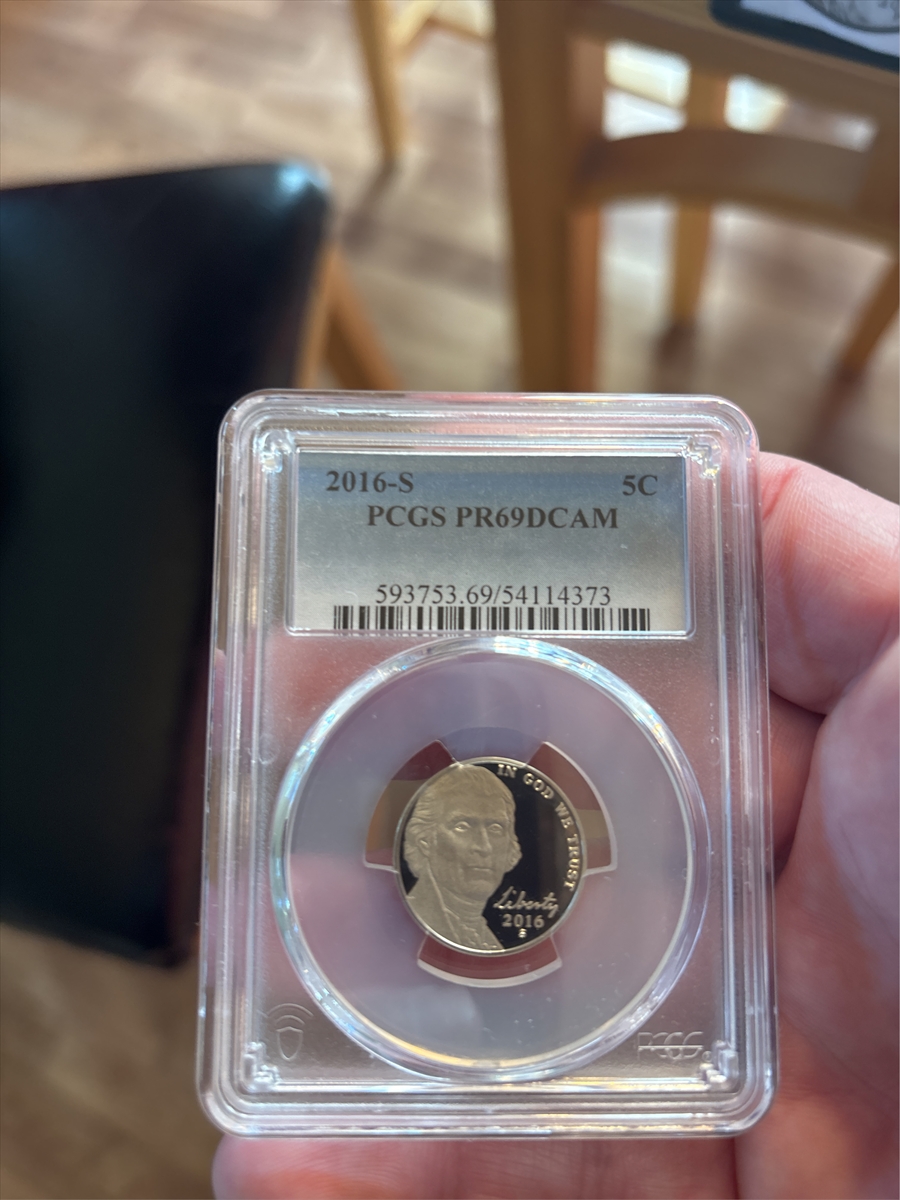 2016-S 5C
PCGS PR69DCAM
593753.69/54114373
IN GOD WE TRUST
Liberty
2016
S
PCGS